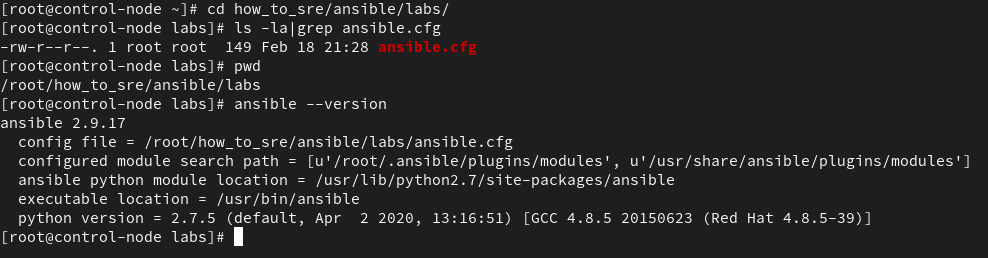 [root@control-node ~]# cd how_to_sre/ansible/labs/
[root@control-node labs]# ls -la|grep ansible.cfg
-rw-r--r--. 1 root root  149 Feb 18 21:28 ansible.cfg
[root@control-node labs]# pwd
/root/how_to_sre/ansible/labs
[root@control-node labs]# ansible --version
ansible 2.9.17
  config file = /root/how_to_sre/ansible/labs/ansible.cfg
  configured module search path = [u'/root/.ansible/plugins/modules', u'/usr/share/ansible/plugins/modules']
  ansible python module location = /usr/lib/python2.7/site-packages/ansible
  executable location = /usr/bin/ansible
  python version = 2.7.5 (default, Apr  2 2020, 13:16:51) [GCC 4.8.5 20150623 (Red Hat 4.8.5-39)]
[root@control-node labs]#